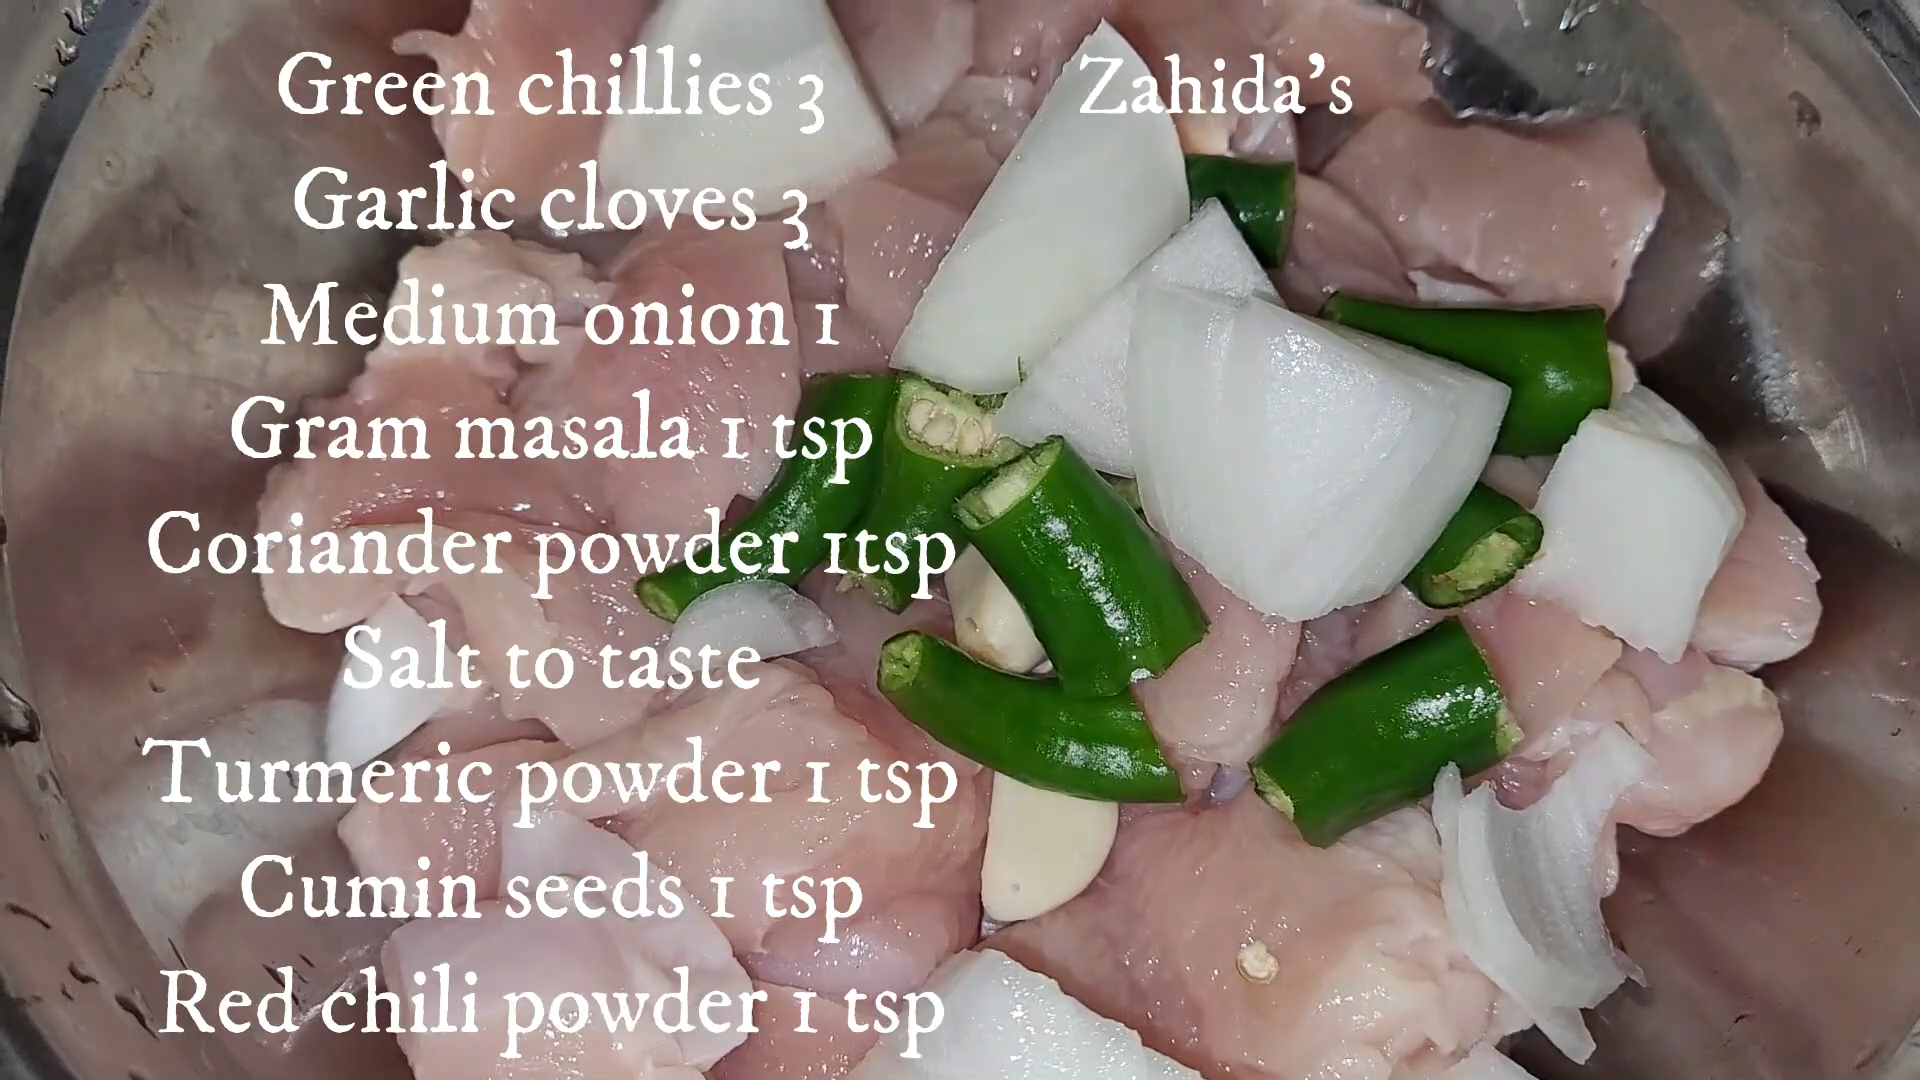 Green chillies 3
Zahida's
Garlic cloves 3
Medium onion 1
Gram masala 1 tsp
Coriander powder 1tsp
Salt to taste
Turmeric powder 1 tsp
Cumin seeds 1 tsp
Red chili powder 1 tsp